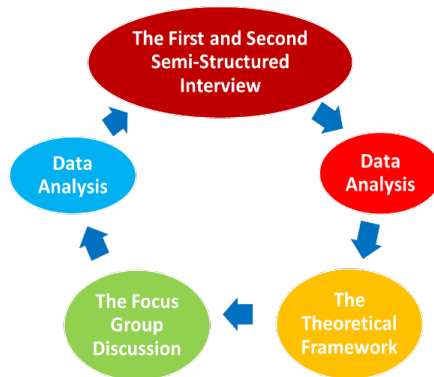 The First and Second
Semi-Structured
Interview
Data
Analysis
The
Theoretical
Framework
The Focus
Group
Discussion
Data
Analysis